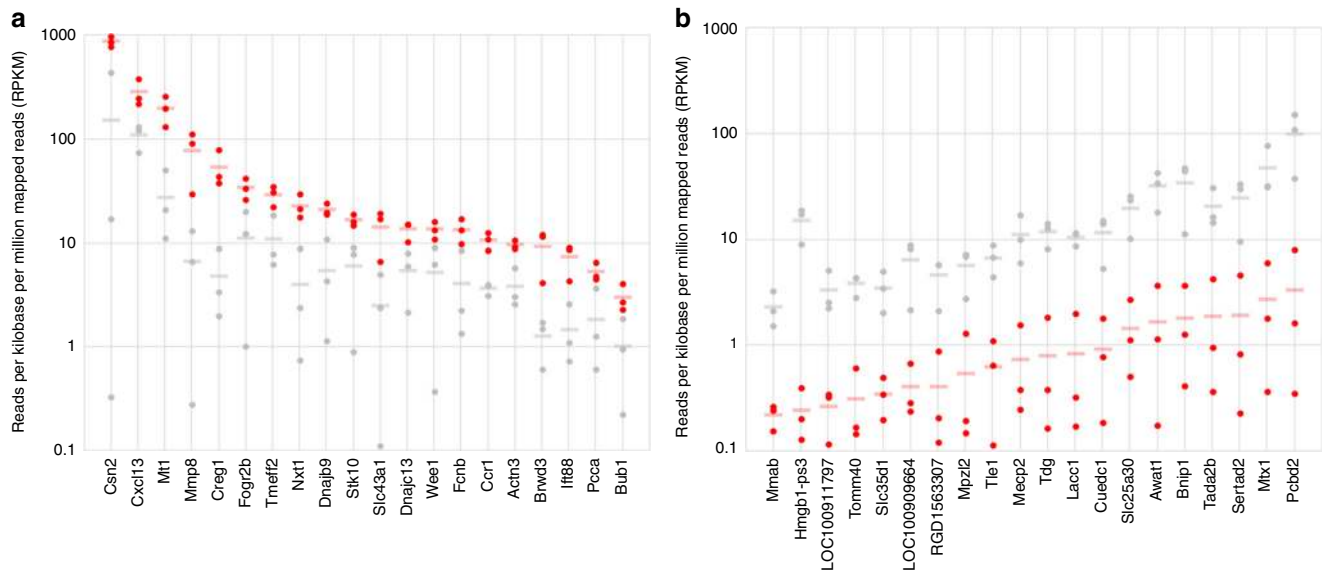 a
Reads per kilobase per million mapped reads (RPKM)
1000
100
10
1
0.1
Csn2
Cxcl13
Mt1
Mmp8
Creg1
Fogr2b
Tmeff2
Nxt1
Dnajb9
Stk10
Slc43a1
Dnajc13
Wee1
Fcnb
Ccr1
Actn3
Brwd3
Ift88
Pcca
Bub1
b
Reads per kilobase per million mapped reads (RPKM)
1000
100
10
1
0.1
Mmab
Hmgb1-ps3
LOC100911797
Tomm40
Slc35d1
LOC100909664
RGD1563307
Mpzl2
Tle1
Mecp2
Tdg
Lacc1
Cuedc1
Slc25a30
Awat1
Bnip1
Tada2b
Sertad2
Mtx1
Pcbd2